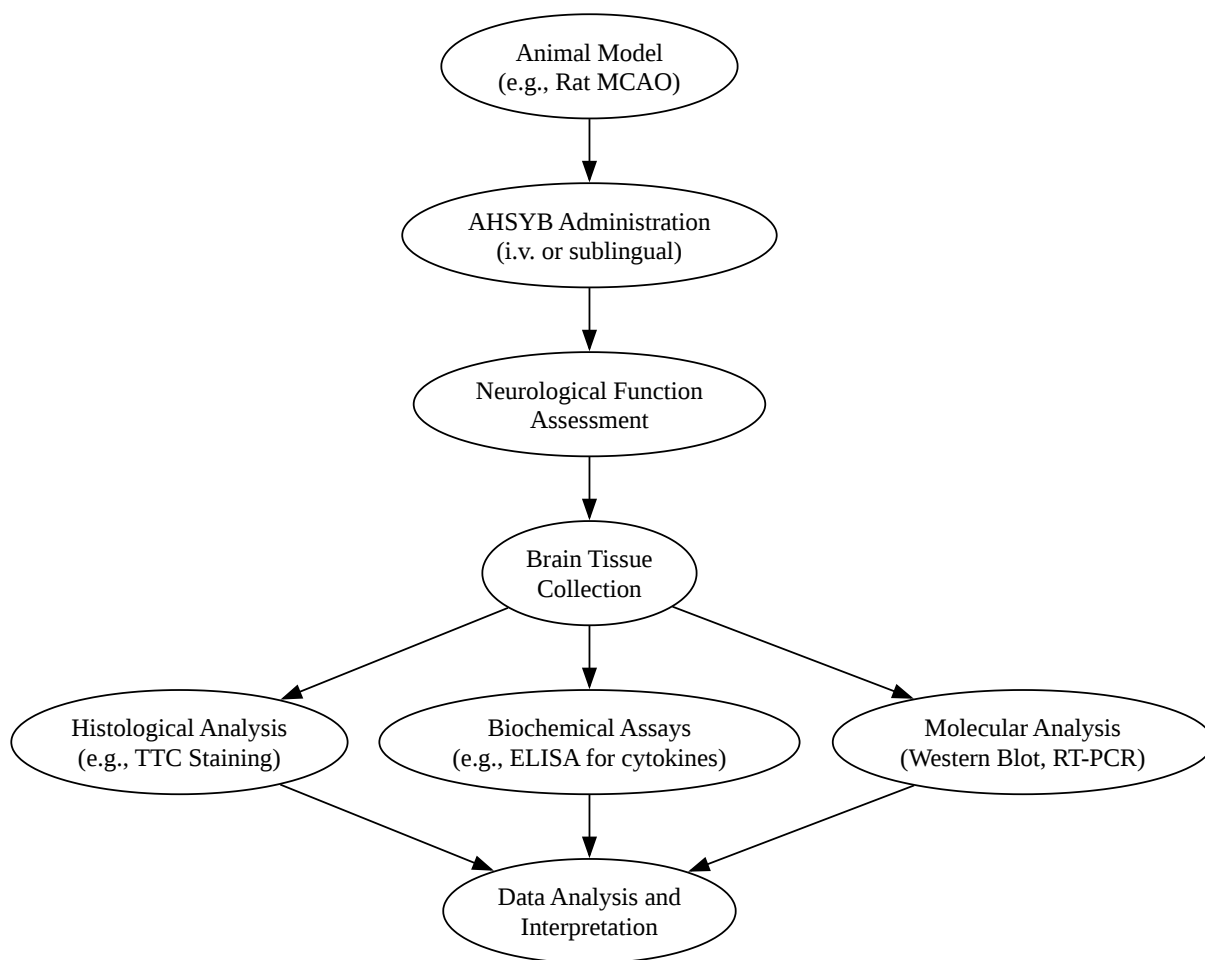 Animal Model
(e.g., Rat MCAO)
AHSYB Administration
(i.v. or sublingual)
Neurological Function
Assessment
Brain Tissue
Collection
Histological Analysis
(e.g., TTC Staining)
Biochemical Assays
(e.g., ELISA for cytokines)
Molecular Analysis
(Western Blot, RT-PCR)
Data Analysis and
Interpretation